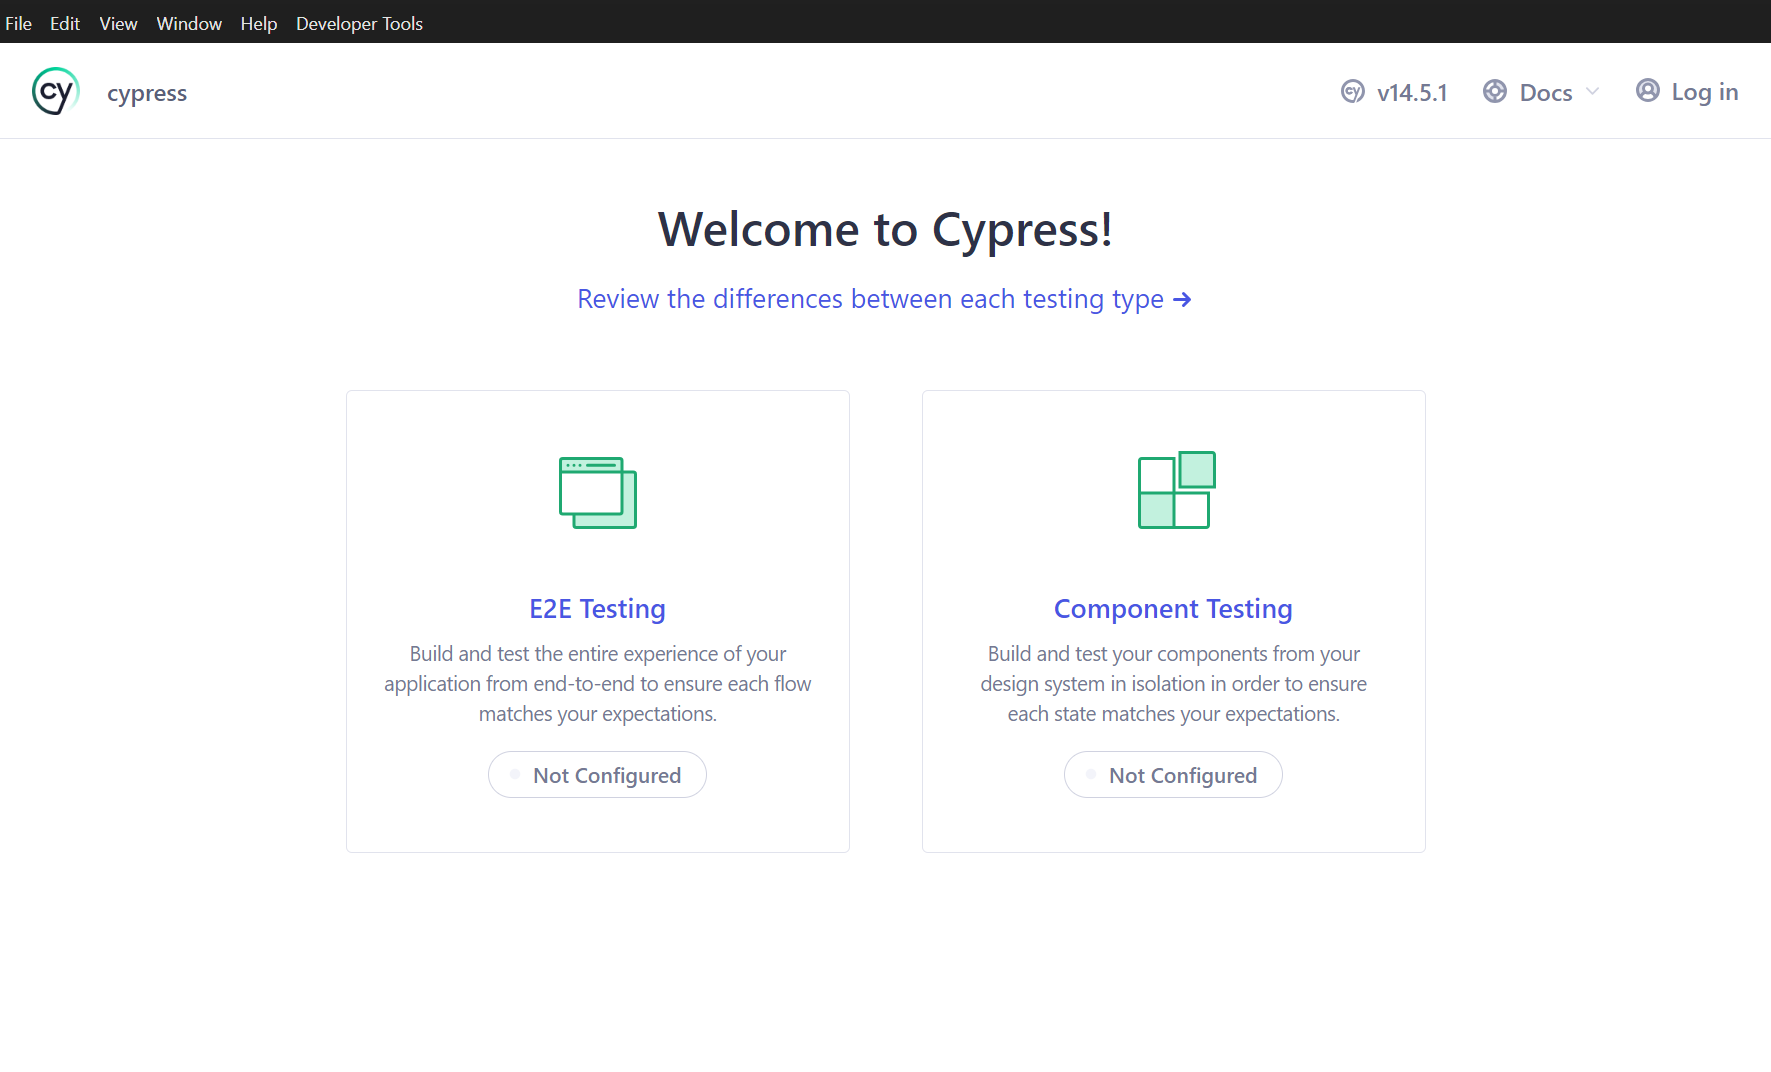 File Edit View Window Help Developer Tools
cy cypress cy v14.5.1 Docs Log in
Welcome to Cypress!
Review the differences between each testing type →
E2E Testing
Build and test the entire experience of your
application from end-to-end to ensure each flow
matches your expectations.
Not Configured
Component Testing
Build and test your components from your
design system in isolation in order to ensure
each state matches your expectations.
Not Configured